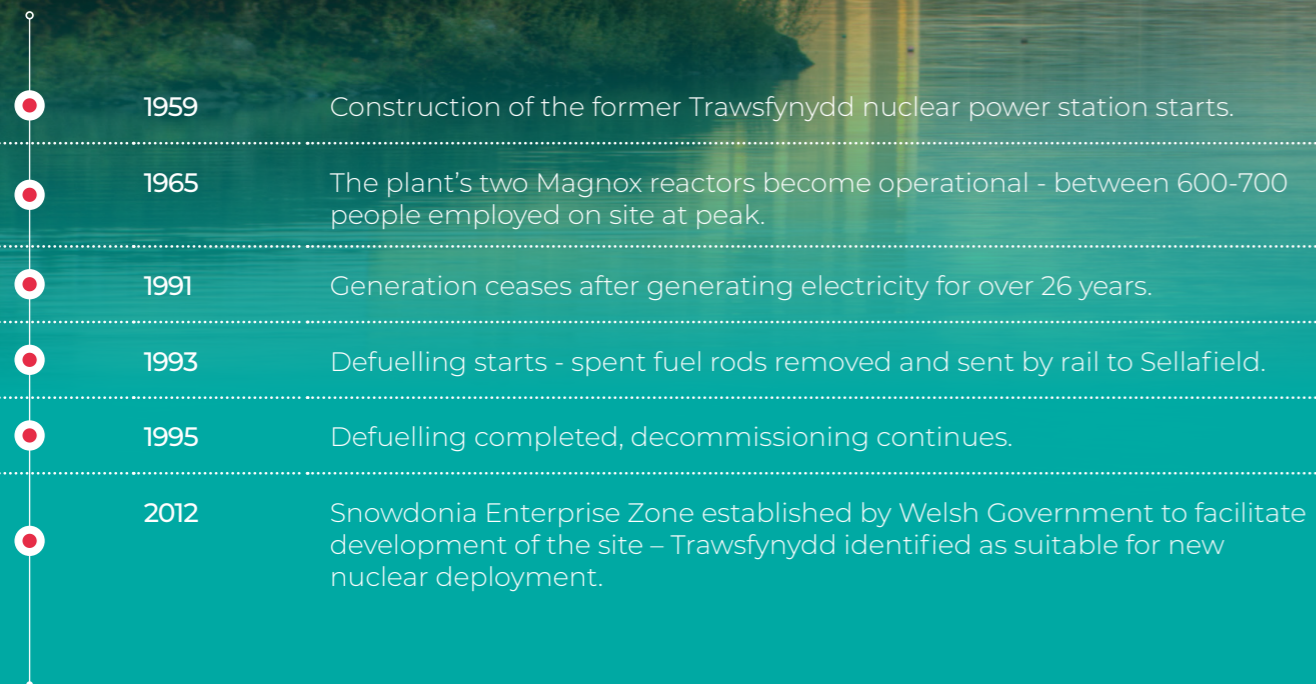 1959 Construction of the former Trawsfynydd nuclear power station starts.
1965 The plant’s two Magnox reactors become operational - between 600-700
people employed on site at peak.
1991 Generation ceases after generating electricity for over 26 years.
1993 Defuelling starts - spent fuel rods removed and sent by rail to Sellafield.
1995 Defuelling completed, decommissioning continues.
2012 Snowdonia Enterprise Zone established by Welsh Government to facilitate
development of the site – Trawsfynydd identified as suitable for new
nuclear deployment.